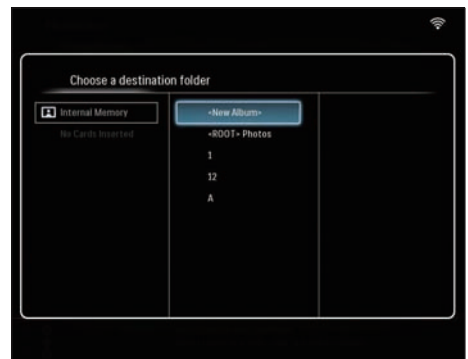 Choose a destination folder
Internal Memory
No Cards Inserted
<New Album>
<ROOT> Photos
1
12
A